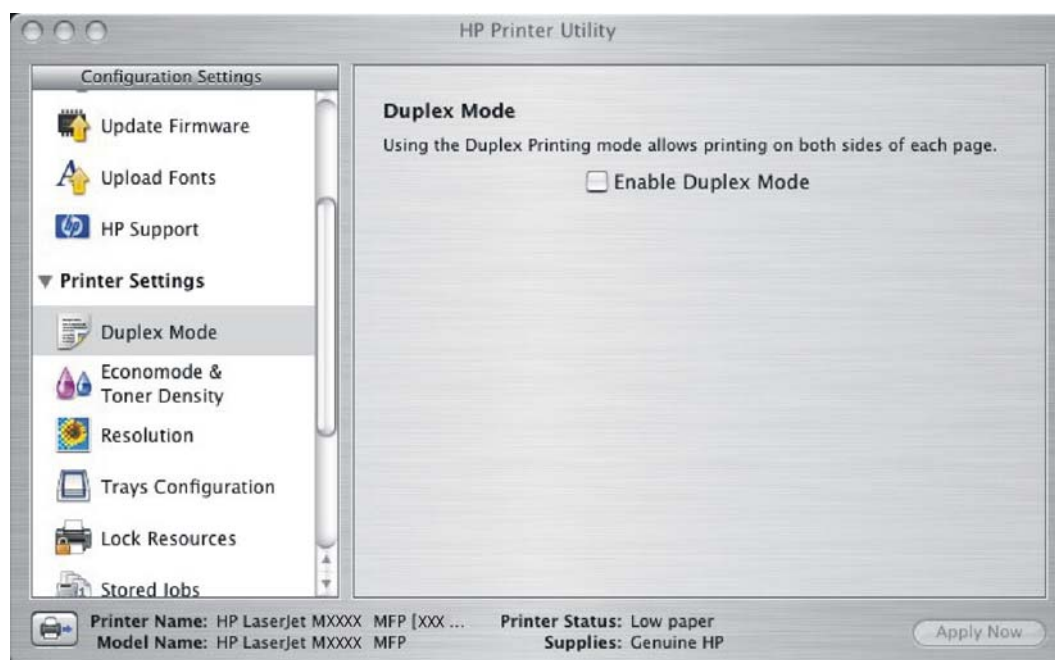 HP Printer Utility
Configuration Settings
Update Firmware
Upload Fonts
HP Support
Printer Settings
Duplex Mode
Economode &
Toner Density
Resolution
Trays Configuration
Lock Resources
Stored Jobs
Duplex Mode
Using the Duplex Printing mode allows printing on both sides of each page.
Enable Duplex Mode
Printer Name: HP LaserJet MXXXX MFP [XXX ... Printer Status: Low paper
Model Name: HP LaserJet MXXXX MFP Supplies: Genuine HP
Apply Now